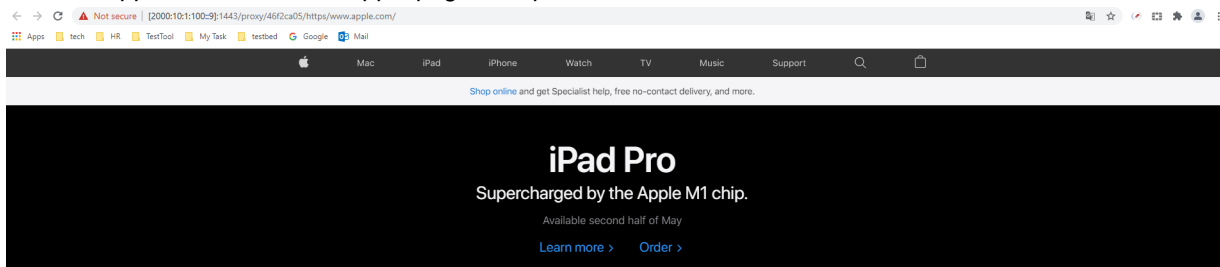 Not secure | [2000:10:1:100::9]:1443/proxy/46f2ca05/https/www.apple.com/
Apps tech HR TestTool My Task testbed G Google Mail
Mac iPad iPhone Watch TV Music Support
Shop online and get Specialist help, free no-contact delivery, and more.
iPad Pro
Supercharged by the Apple M1 chip.
Available second half of May
Learn more > Order >